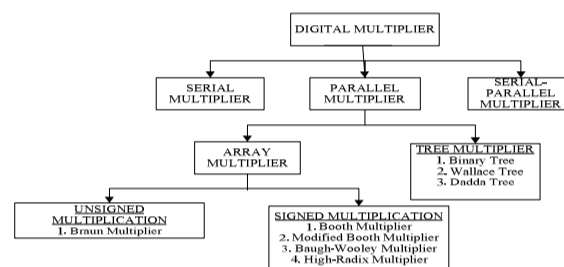 DIGITAL MULTIPLIER
SERIAL
MULTIPLIER
PARALLEL
MULTIPLIER
SERIAL-
PARALLEL
MULTIPLIER
ARRAY
MULTIPLIER
TREE MULTIPLIER
1. Binary Tree
2. Wallace Tree
3. Dadda Tree
UNSIGNED
MULTIPLICATION
1. Braun Multiplier
SIGNED MULTIPLICATION
1. Booth Multiplier
2. Modified Booth Multiplier
3. Baugh-Wooley Multiplier
4. High-Radix Multiplier